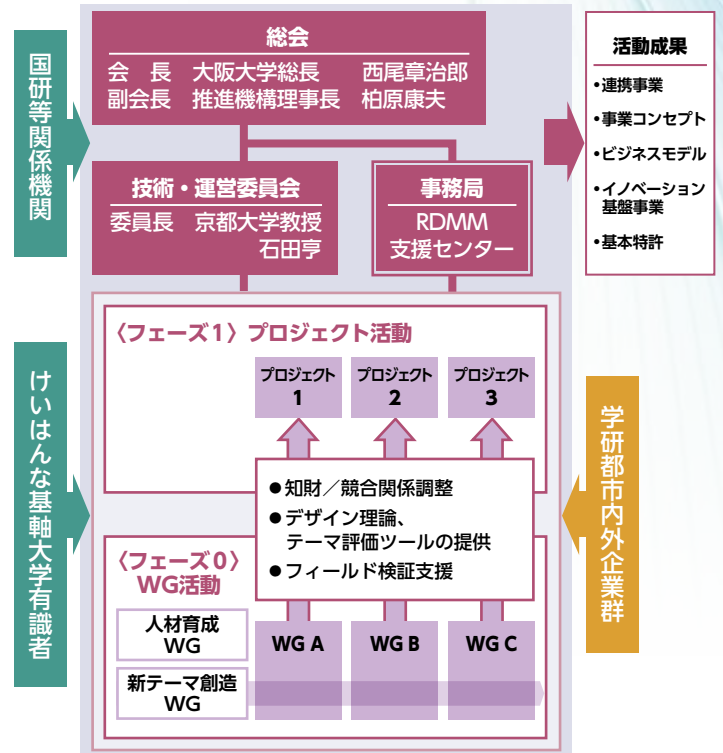 国研等関係機関
総会
会　長　大阪大学総長　西尾章治郎
副会長　推進機構理事長　柏原康夫
活動成果
・連携事業
・事業コンセプト
・ビジネスモデル
・イノベーション
基盤事業
・基本特許
技術・運営委員会
委員長　京都大学教授
石田亨
事務局
RDMM
支援センター
けいはんな基軸大学有識者
〈フェーズ1〉プロジェクト活動
プロジェクト
1
プロジェクト
2
プロジェクト
3
●知財／競合関係調整
●デザイン理論、
テーマ評価ツールの提供
●フィールド検証支援
〈フェーズ0〉
WG活動
人材育成
WG
WG A
WG B
WG C
新テーマ創造
WG
学研都市内外企業群